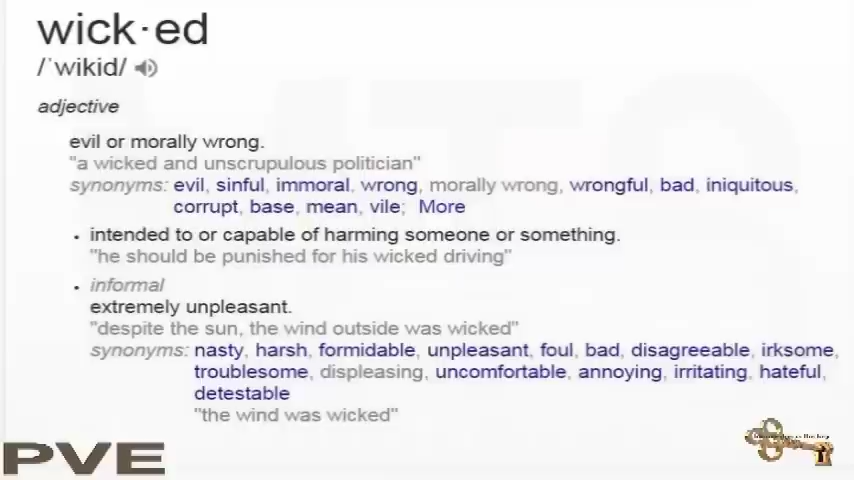 wick·ed
/ˈwikid/
adjective
evil or morally wrong.
"a wicked and unscrupulous politician"
synonyms: evil, sinful, immoral, wrong, morally wrong, wrongful, bad, iniquitous,
corrupt, base, mean, vile; More
• intended to or capable of harming someone or something.
"he should be punished for his wicked driving"
• informal
extremely unpleasant.
"despite the sun, the wind outside was wicked"
synonyms: nasty, harsh, formidable, unpleasant, foul, bad, disagreeable, irksome,
troublesome, displeasing, uncomfortable, annoying, irritating, hateful,
detestable
"the wind was wicked"
PVE